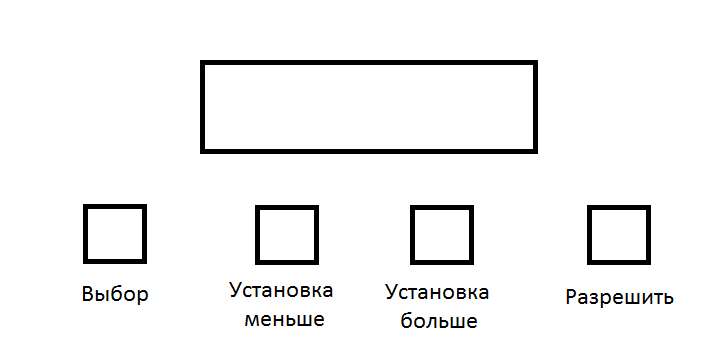 Выбор
Установка
меньше
Установка
больше
Разрешить